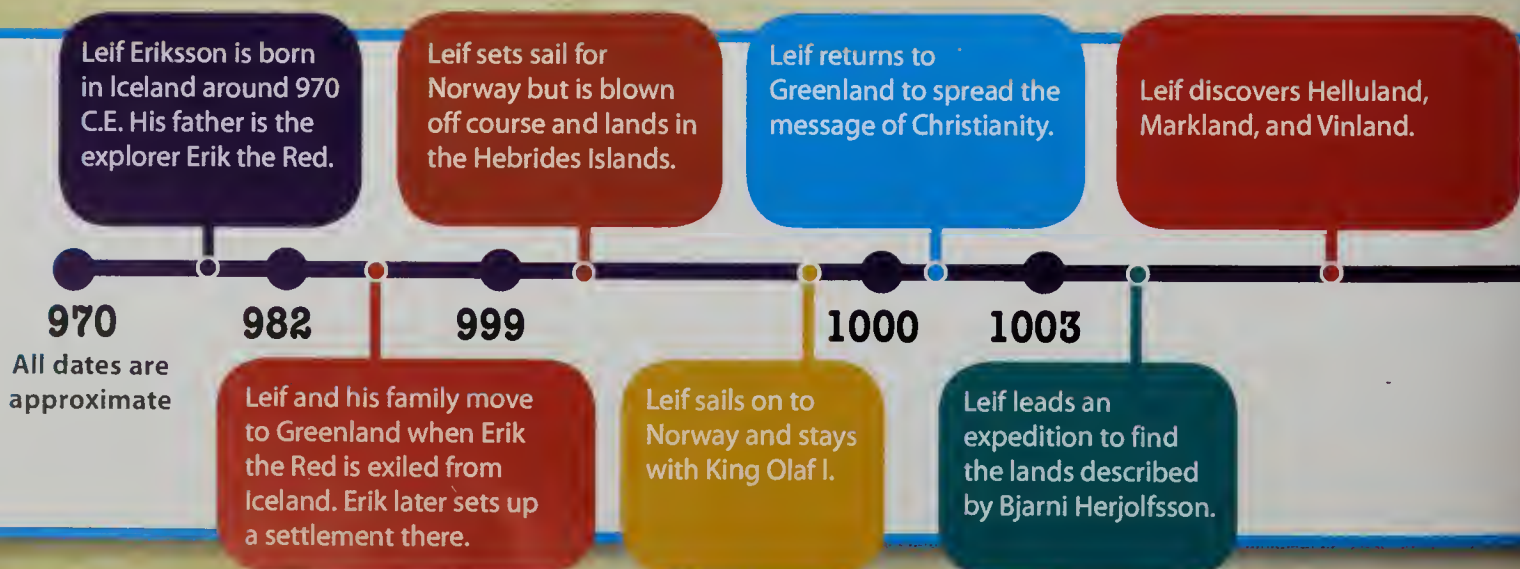 Leif Eriksson is born
in Iceland around 970
C.E. His father is the
explorer Erik the Red.
Leif sets sail for
Norway but is blown
off course and lands in
the Hebrides Islands.
Leif returns to
Greenland to spread the
message of Christianity.
Leif discovers Helluland,
Markland, and Vinland.
970
982
999
1000
1003
All dates are
approximate
Leif and his family move
to Greenland when Erik
the Red is exiled from
Iceland. Erik later sets up
a settlement there.
Leif sails on to
Norway and stays
with King Olaf I.
Leif leads an
expedition to find
the lands described
by Bjarni Herjolfsson.